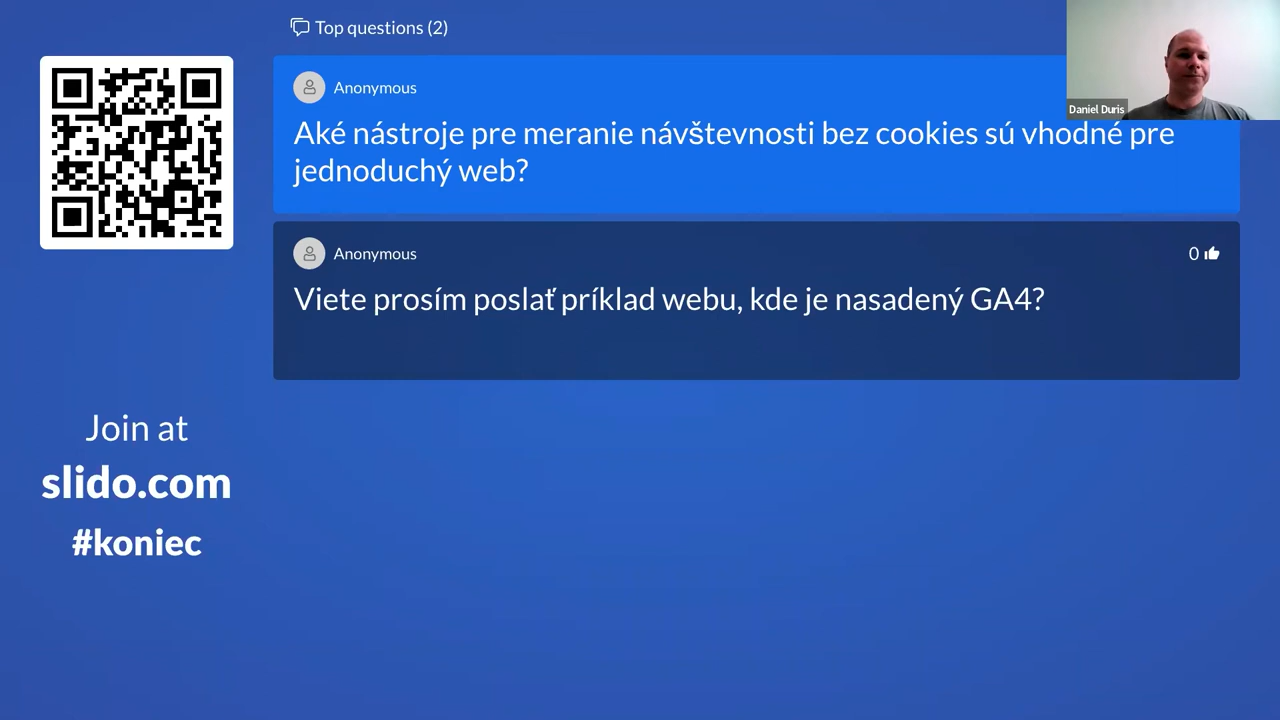 Top questions (2)
Anonymous
Daniel Duris
Aké nástroje pre meranie návštevnosti bez cookies sú vhodné pre
jednoduchý web?
Anonymous
0
Viete prosím poslať príklad webu, kde je nasadený GA4?
Join at
slido.com
#koniec